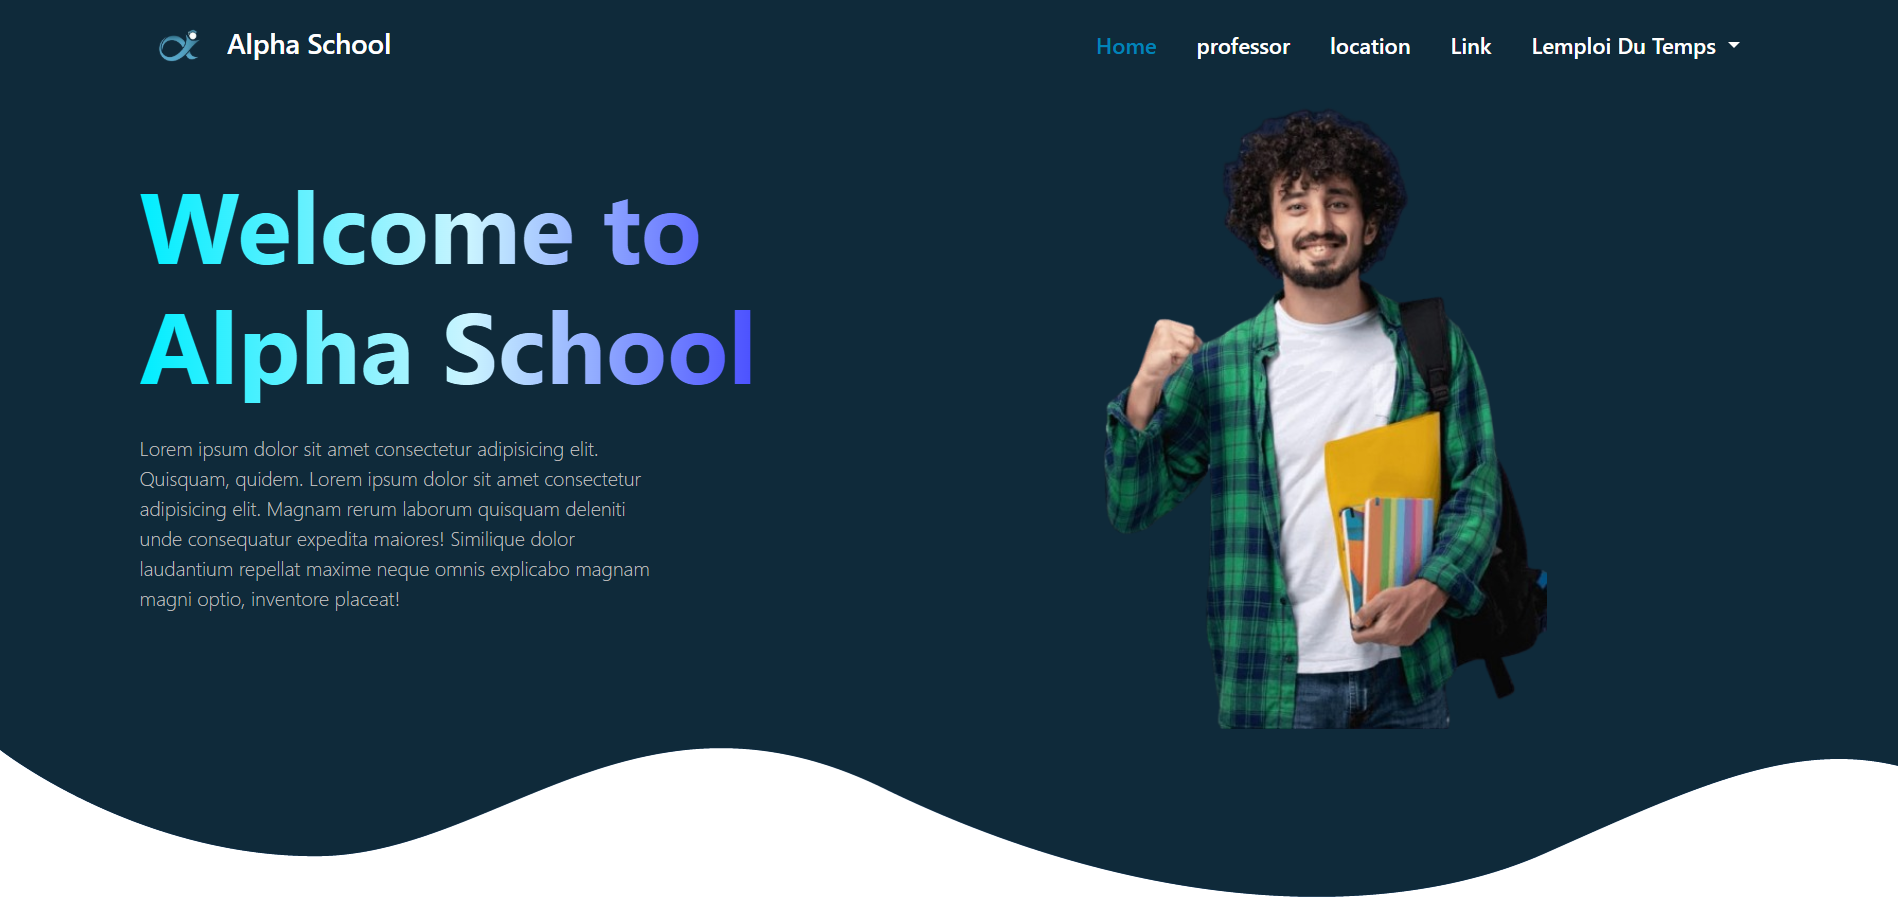 Alpha School
Home professor location Link Lemploi Du Temps
Welcome to
Alpha School
Lorem ipsum dolor sit amet consectetur adipisicing elit.
Quisquam, quidem. Lorem ipsum dolor sit amet consectetur
adipisicing elit. Magnam rerum laborum quisquam deleniti
unde consequatur expedita maiores! Similique dolor
laudantium repellat maxime neque omnis explicabo magnam
magni optio, inventore placeat!